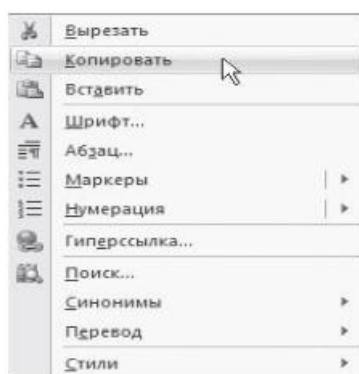 Вырезать
Копировать
Вставить
Шрифт...
Абзац...
Маркеры
Нумерация
Гиперссылка...
Поиск...
Синонимы
Перевод
Стили